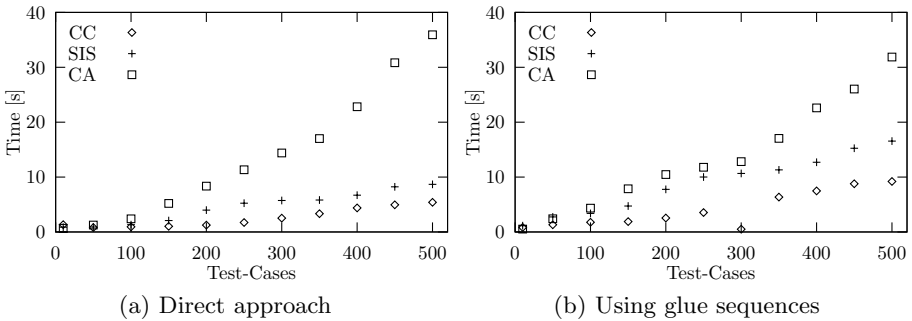 40
30
20
10
0
Time [s]
CC
SIS
CA
0 100 200 300 400 500
Test-Cases
(a) Direct approach
40
30
20
10
0
Time [s]
CC
SIS
CA
0 100 200 300 400 500
Test-Cases
(b) Using glue sequences